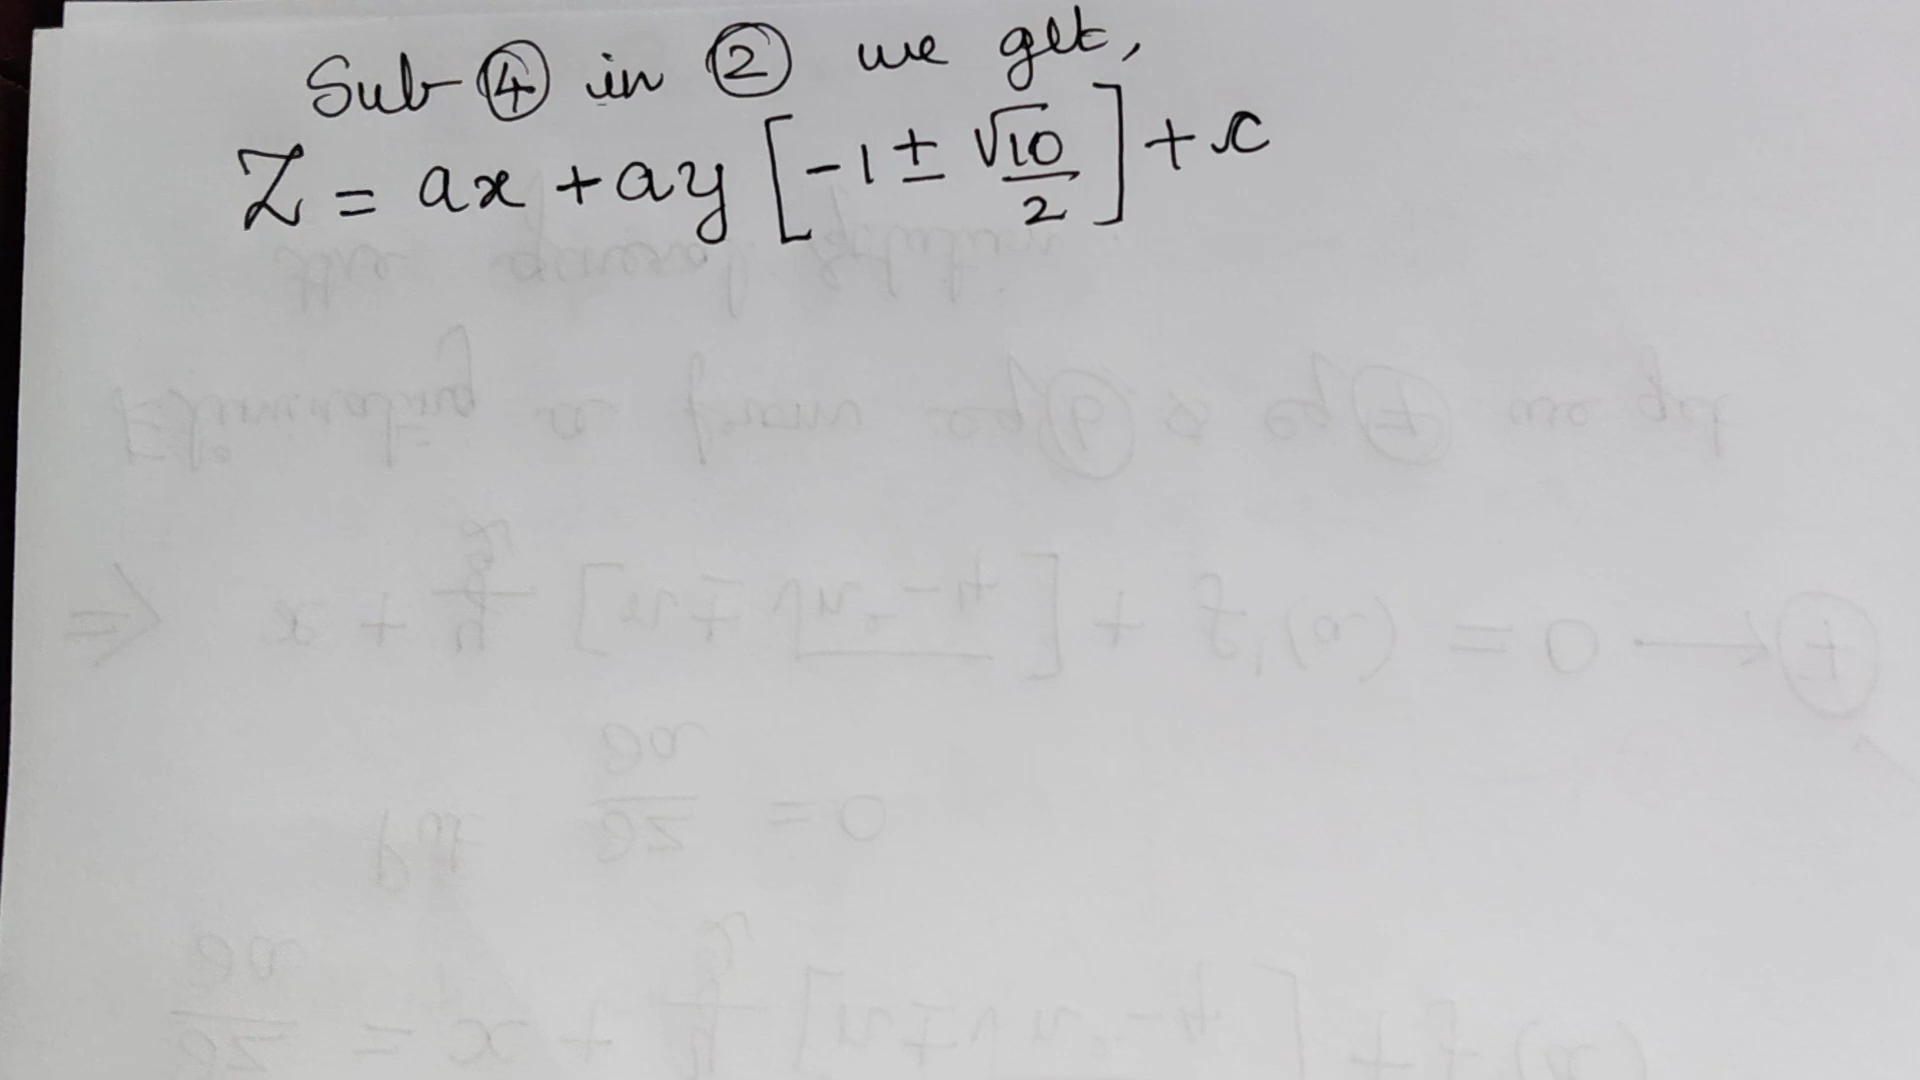 Sub ④ in ② we get,
Z = ax + ay [-1 ± √10/2] + c